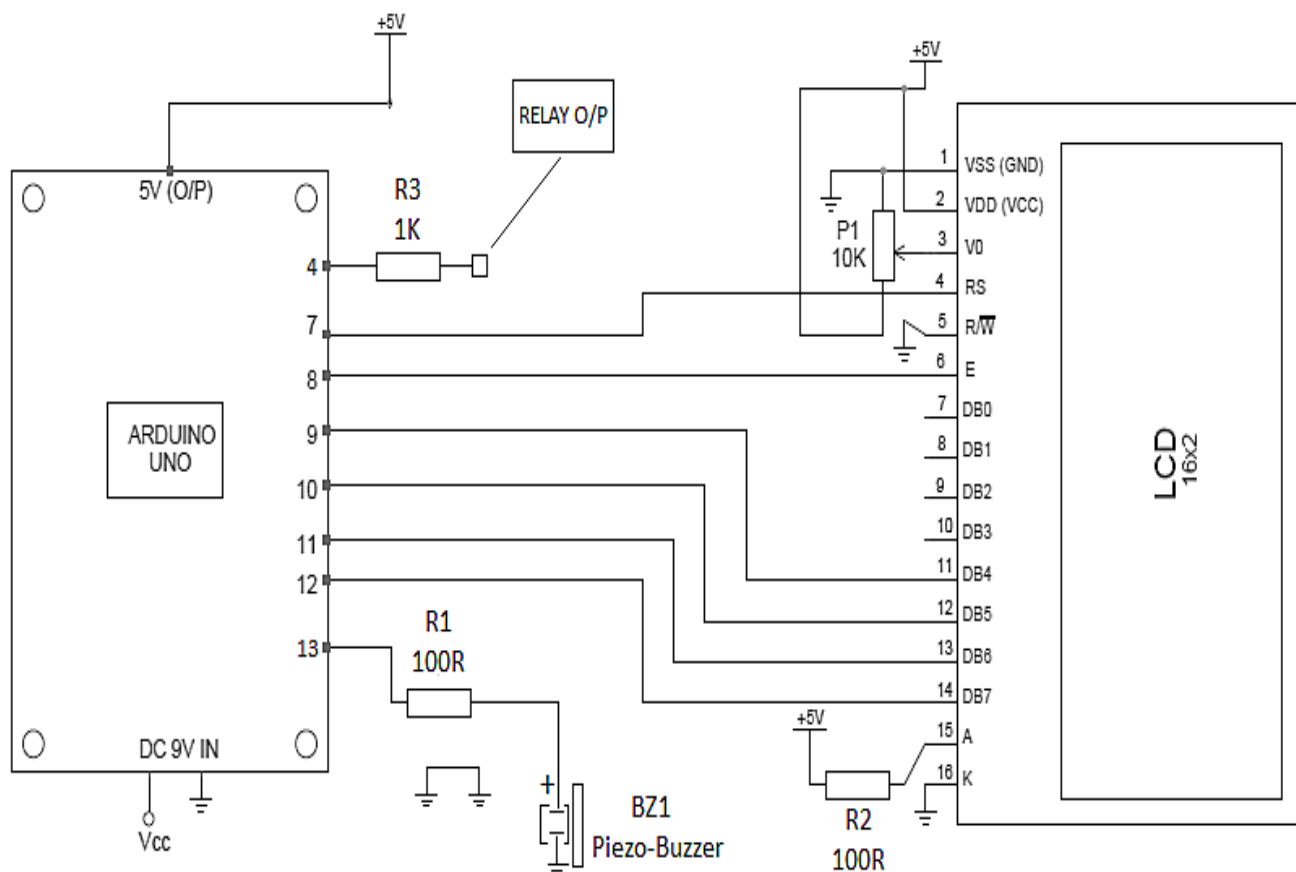 +5V
5V (O/P)
R3
1K
RELAY O/P
4
7
8
9
10
11
12
13
ARDUINO
UNO
DC 9V IN
Vcc
R1
100R
+
BZ1
Piezo-Buzzer
+5V
P1
10K
1 VSS (GND)
2 VDD (VCC)
3 V0
4 RS
5 R/W̅
6 E
7 DB0
8 DB1
9 DB2
10 DB3
11 DB4
12 DB5
13 DB6
14 DB7
15 A
16 K
+5V
R2
100R
LCD
16x2